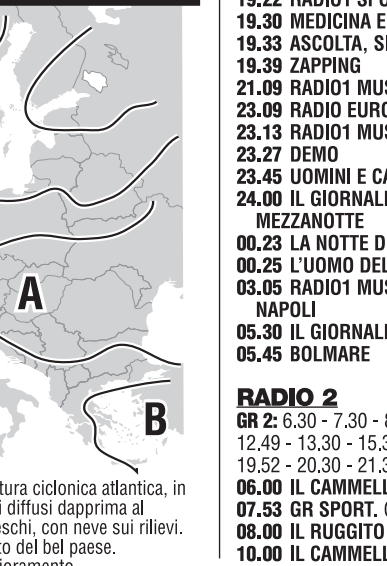 A
B
tura ciclonica atlantica, in
i diffusi dapprima al
eschi, con neve sui rilievi.
to del bel paese.
19.22 RADIO1
19.30 MEDICINA E
19.33 ASCOLTA,
19.39 ZAPPING
21.09 RADIO1 MUS
23.09 RADIO EURO
23.13 RADIO1 MUS
23.27 DEMO
23.45 UOMINI E CA
24.00 IL GIORNAL
MEZZANOTTE
00.23 LA NOTTE D
00.25 L'UOMO DEL
03.05 RADIO1 MUS
NAPOLI
05.30 IL GIORNAL
05.45 BOLMARE
RADIO 2
GR 2: 6.30 - 7.30 - 8
12.49 - 13.30 - 15.3
19.52 - 20.30 - 21.3
06.00 IL CAMMELL
07.53 GR SPORT.
08.00 IL RUGGITO
10.00 IL CAMMELL